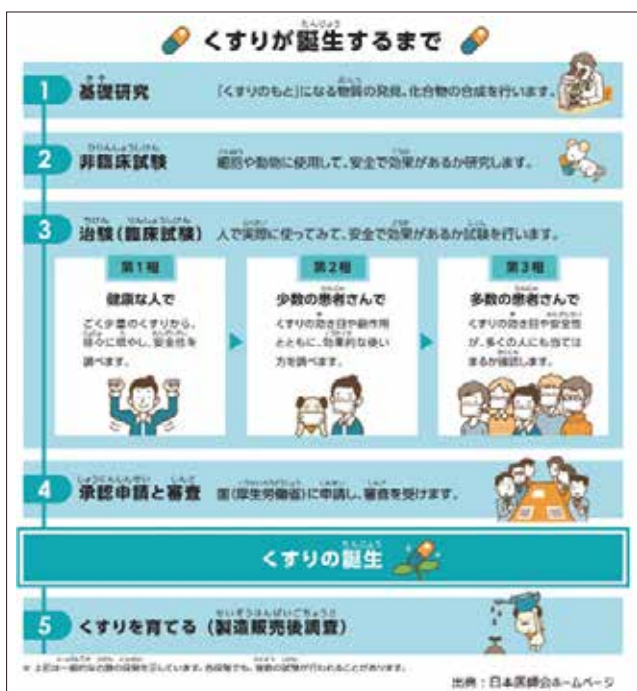 たんじょう
くすりが誕生するまで
1 基礎研究 「くすりのもと」になる物質の発見、化合物の合成を行います。
2 非臨床試験 細胞や動物に使用して、安全で効果があるか研究します。
3 治験(臨床試験) 人で実際に使ってみて、安全で効果があるか試験を行います。
第1相
健康な人で
ごく少量のくすりから、
徐々に増やし、安全性を
調べます。
第2相
少数の患者さんで
くすりの効き目や副作用
とともに、効果的な使い
方を調べます。
第3相
多数の患者さんで
くすりの効き目や安全性
が、多くの人にも当ては
まるか確認します。
4 承認申請と審査 国(厚生労働省)に申請し、審査を受けます。
たんじょう
くすりの誕生
5 くすりを育てる(製造販売後調査)
出典:日本医師会ホームページ